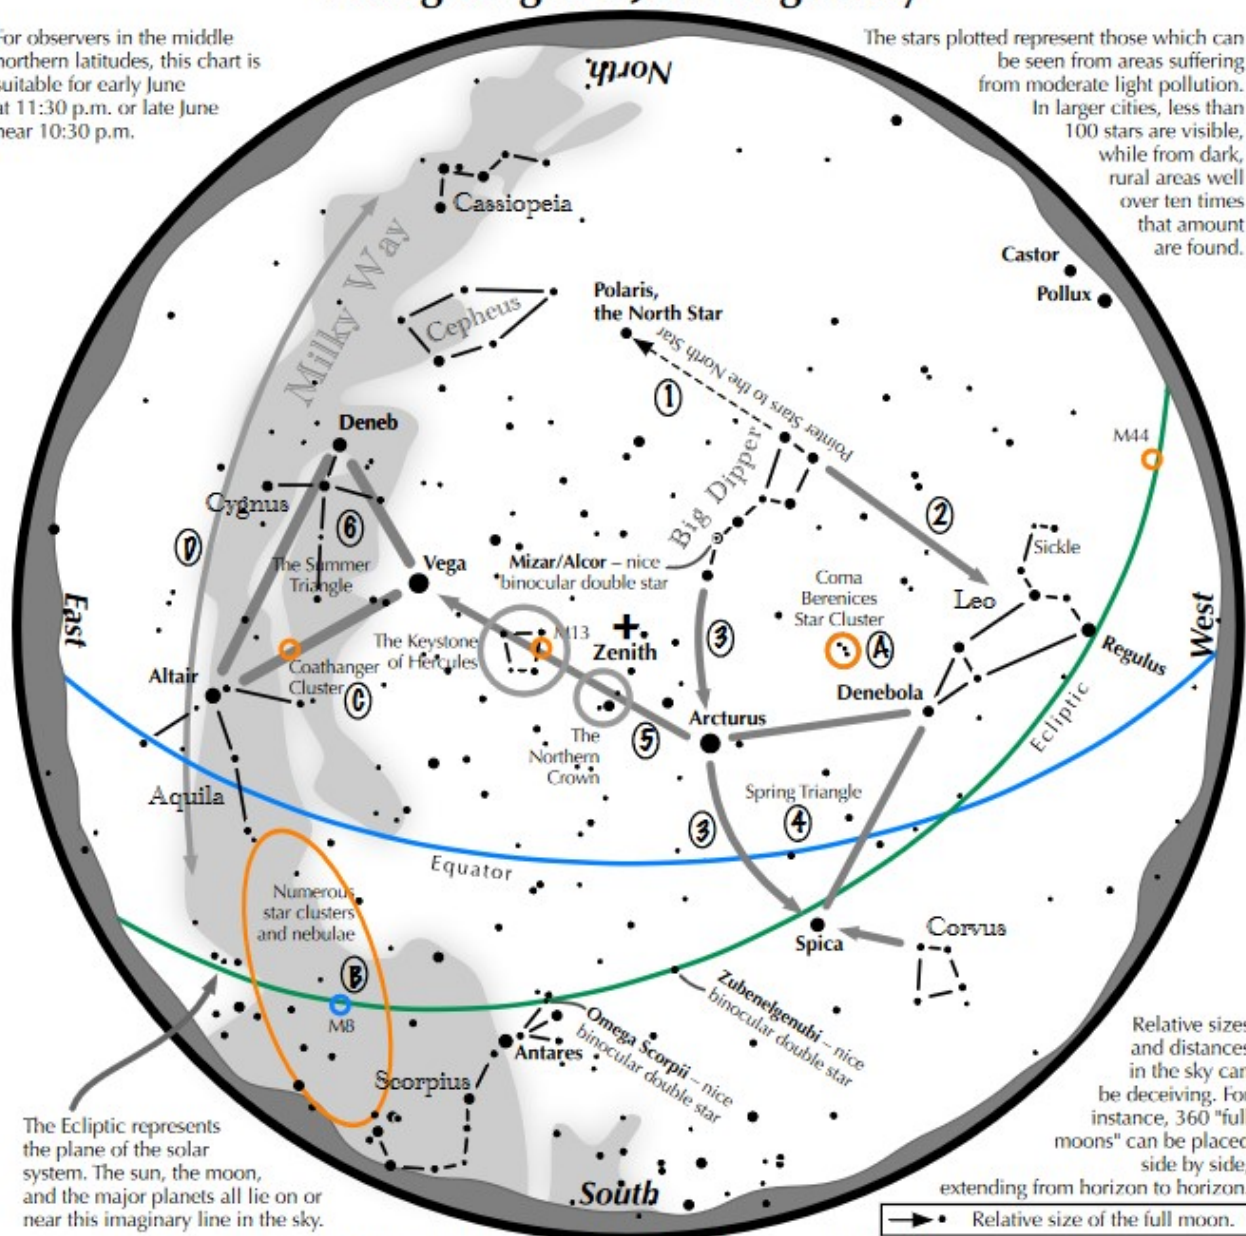 For observers in the middle
northern latitudes, this chart is
suitable for early June
at 11:30 p.m. or late June
near 10:30 p.m.
The stars plotted represent those which can
be seen from areas suffering
from moderate light pollution.
In larger cities, less than
100 stars are visible,
while from dark,
rural areas well
over ten times
that amount
are found.
North
Cassiopeia
Milky Way
Castor
Pollux
Cepheus
Polaris,
the North Star
Pointer Stars to the North Star
1
Deneb
M44
Big Dipper
Cygnus
6
2
D
Sickle
The Summer
Triangle
Vega
Mizar/Alcor – nice
binocular double star
Coma
Berenices
Star Cluster
A
Leo
East
West
3
The Keystone
of Hercules
M13
Zenith
Regulus
Altair
Coathanger
Cluster
C
Denebola
Arcturus
Ecliptic
The
Northern
Crown
5
Aquila
Spring Triangle
4
3
Equator
Numerous
star clusters
and nebulae
B
M8
Spica
Corvus
Zubenelgenubi – nice
binocular double star
Omega Scorpii – nice
binocular double star
Antares
Scorpius
South
The Ecliptic represents
the plane of the solar
system. The sun, the moon,
and the major planets all lie on or
near this imaginary line in the sky.
Relative sizes
and distances
in the sky can
be deceiving. For
instance, 360 "full
moons" can be placed
side by side,
extending from horizon to horizon.
Relative size of the full moon.